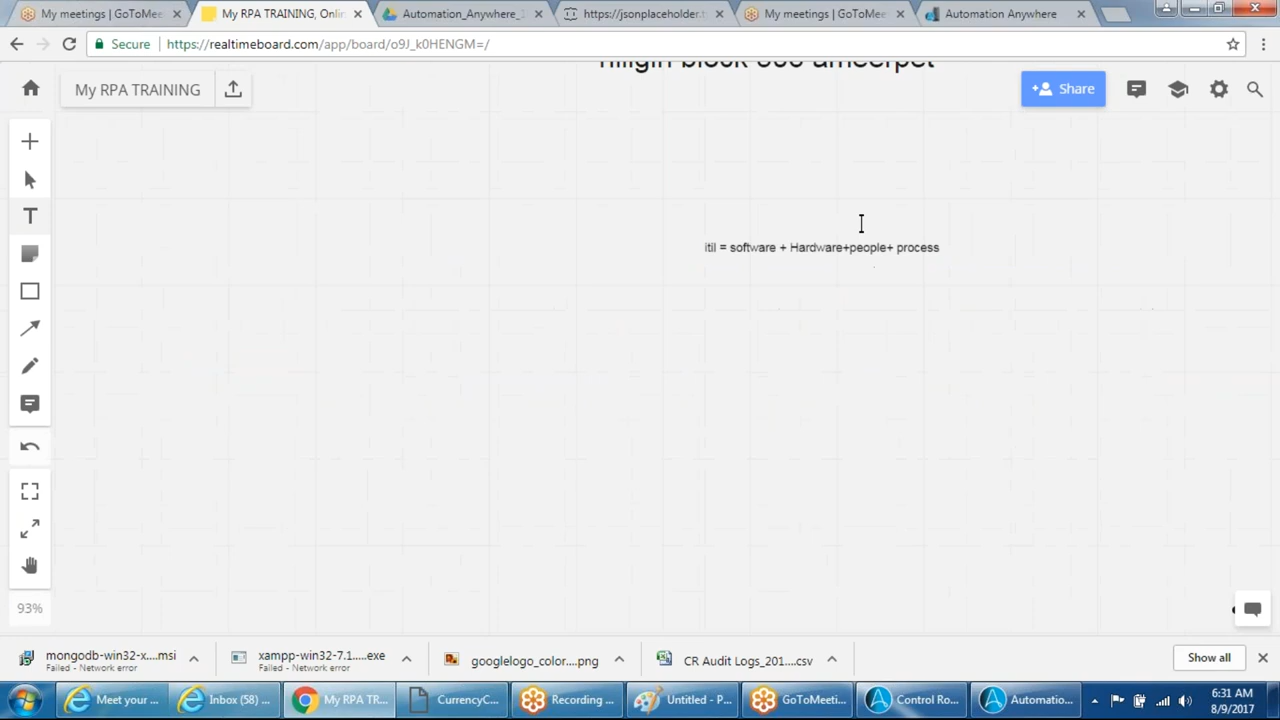 My meetings | GoToMee
My RPA TRAINING, Onlin
Automation_Anywhere_
https://jsonplaceholder.t
My meetings | GoToMee
Automation Anywhere
Secure
https://realtimeboard.com/app/board/o9J_k0HENGM=/
My RPA TRAINING
Share
itil = software + Hardware+people+ process
T
93%
mongodb-win32-x....msi
Failed - Network error
xampp-win32-7.1....exe
Failed - Network error
googlelogo_color....png
CR Audit Logs_201....csv
Show all
Meet your ...
Inbox (58) ...
My RPA TR...
CurrencyC...
Recording ...
Untitled - P...
GoToMeeti...
Control Ro...
Automatio...
6:31 AM
8/9/2017